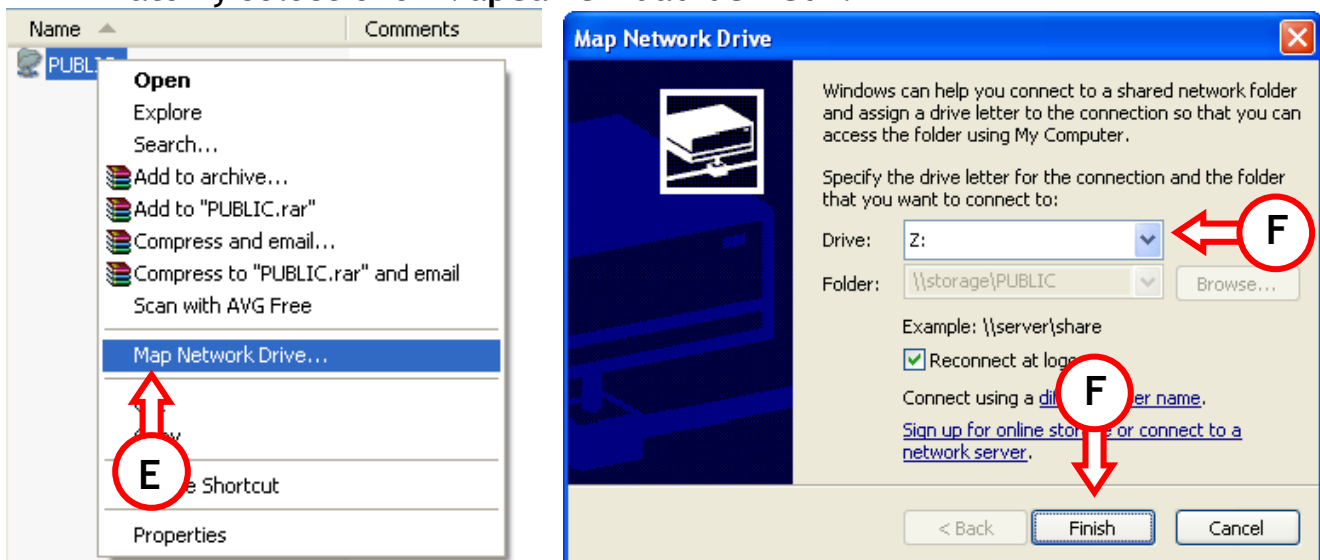 Name
Comments
PUBLIC
Open
Explore
Search...
Add to archive...
Add to "PUBLIC.rar"
Compress and email...
Compress to "PUBLIC.rar" and email
Scan with AVG Free
Map Network Drive...
E
Shortcut
Properties
Map Network Drive
Windows can help you connect to a shared network folder
and assign a drive letter to the connection so that you can
access the folder using My Computer.
Specify the drive letter for the connection and the folder
that you want to connect to:
Drive:
Z:
F
Folder:
\\storage\PUBLIC
Browse...
Example: \\server\share
Reconnect at
Connect using a name.
F
Sign up for online storage or connect to a
network server.
< Back
Finish
Cancel